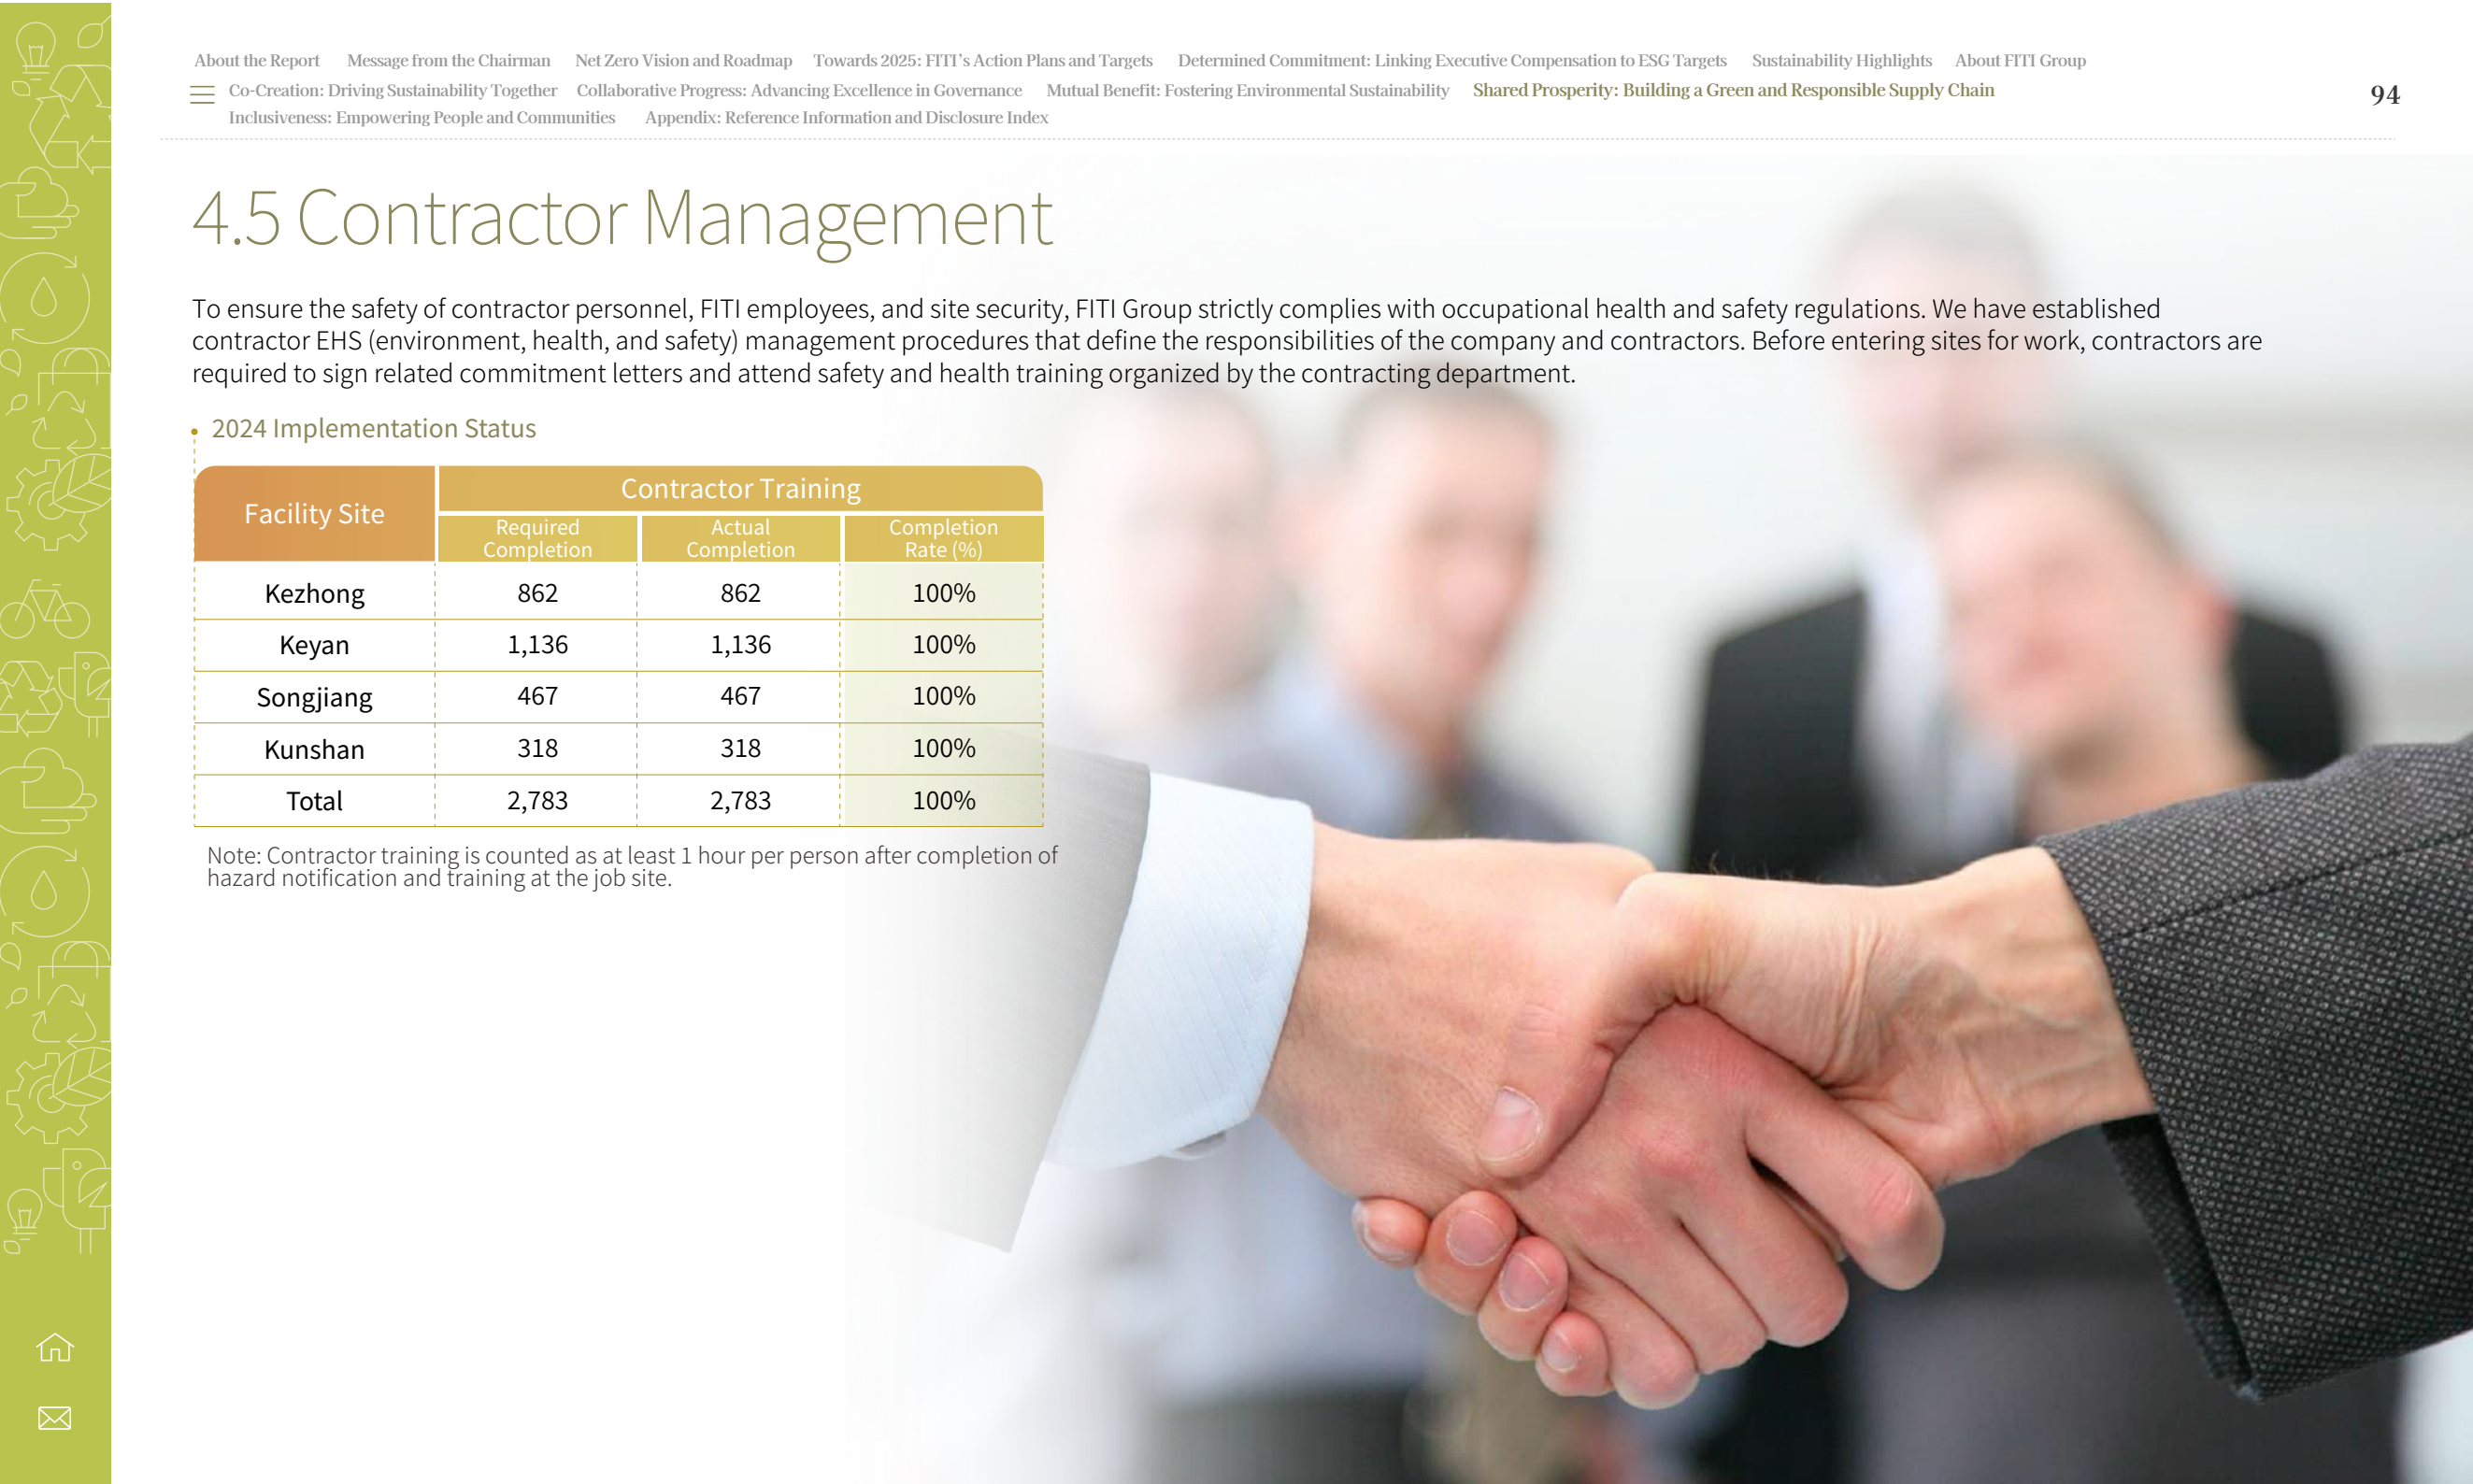 About the Report Message from the Chairman Net Zero Vision and Roadmap Towards 2025: FITI's Action Plans and Targets Determined Commitment: Linking Executive Compensation to ESG Targets Sustainability Highlights About FITI Group
Co-Creation: Driving Sustainability Together Collaborative Progress: Advancing Excellence in Governance Mutual Benefit: Fostering Environmental Sustainability Shared Prosperity: Building a Green and Responsible Supply Chain
94
Inclusiveness: Empowering People and Communities Appendix: Reference Information and Disclosure Index
4.5 Contractor Management
To ensure the safety of contractor personnel, FITI employees, and site security, FITI Group strictly complies with occupational health and safety regulations. We have established
contractor EHS (environment, health, and safety) management procedures that define the responsibilities of the company and contractors. Before entering sites for work, contractors are
required to sign related commitment letters and attend safety and health training organized by the contracting department.
2024 Implementation Status
Facility Site
Contractor Training
Required Completion
Actual Completion
Completion Rate (%)
Kezhong 862 862 100%
Keyan 1,136 1,136 100%
Songjiang 467 467 100%
Kunshan 318 318 100%
Total 2,783 2,783 100%
Note: Contractor training is counted as at least 1 hour per person after completion of
hazard notification and training at the job site.